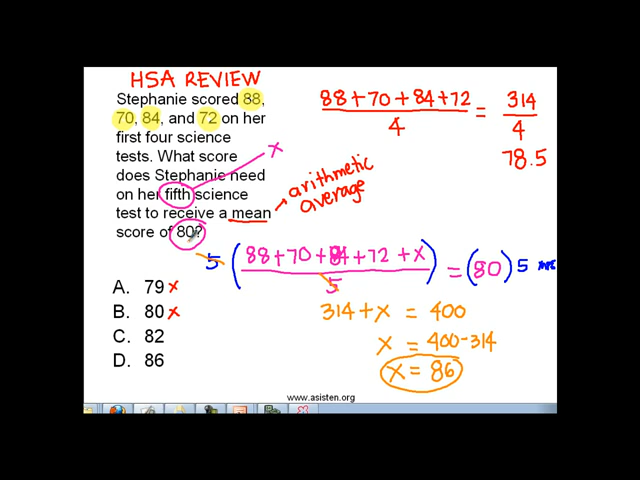 HSA REVIEW
Stephanie scored 88,
70, 84, and 72 on her
first four science
tests. What score
does Stephanie need
on her fifth science
test to receive a mean
score of 80?
x
arithmetic
average
A. 79 x
B. 80 x
C. 82
D. 86
88+70+84+72
4
=
314
4
78.5
5 ( 88+70+84+72+x ) = (80) 5
5
314+x = 400
x = 400-314
x = 86
www.asisten.org